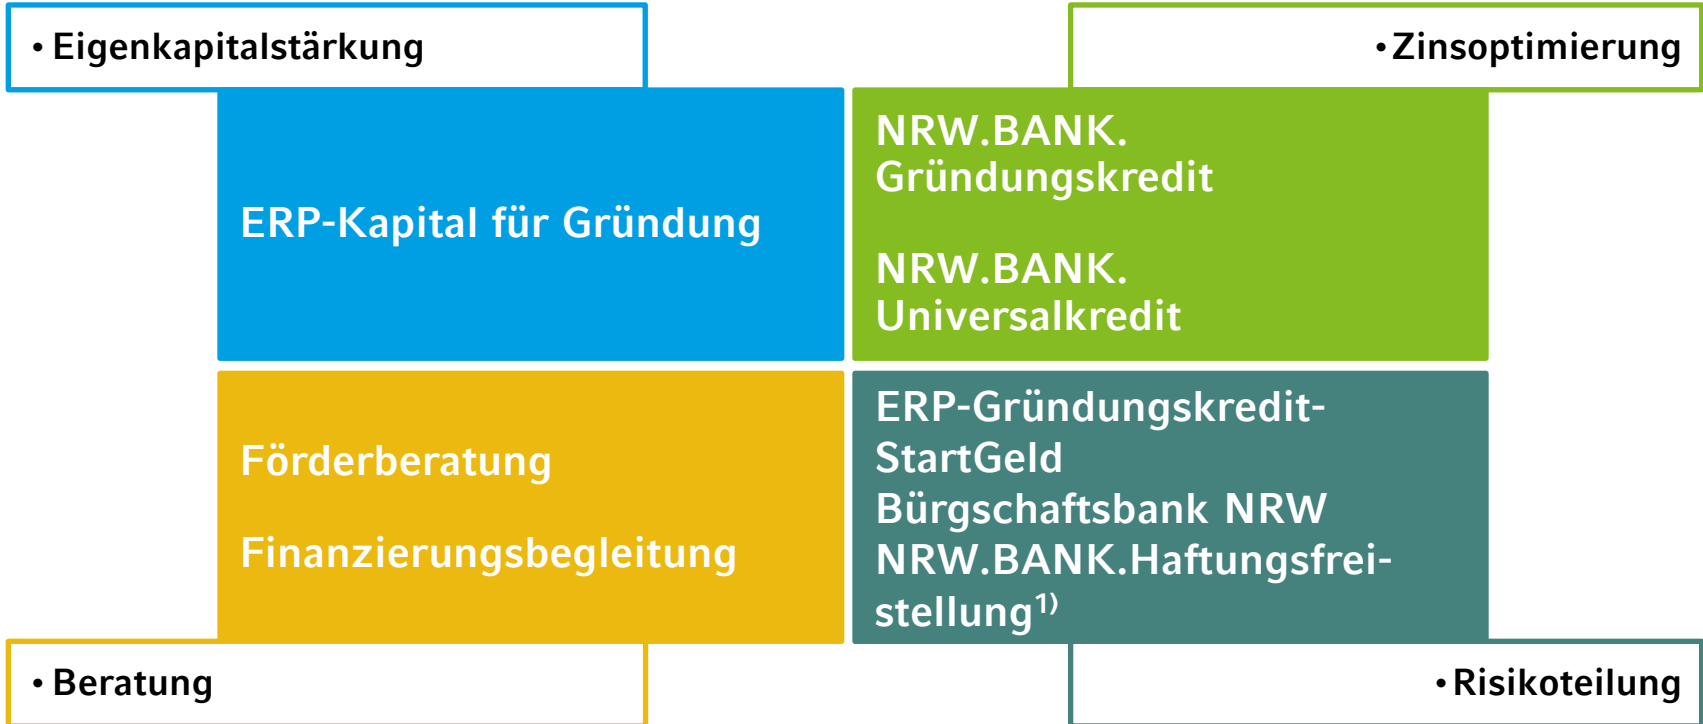 • Eigenkapitalstärkung
• Zinsoptimierung
ERP-Kapital für Gründung
NRW.BANK.
Gründungskredit
NRW.BANK.
Universalkredit
Förderberatung
Finanzierungsbegleitung
ERP-Gründungskredit-
StartGeld
Bürgschaftsbank NRW
NRW.BANK.Haftungsfrei-
stellung¹⁾
• Beratung
• Risikoteilung